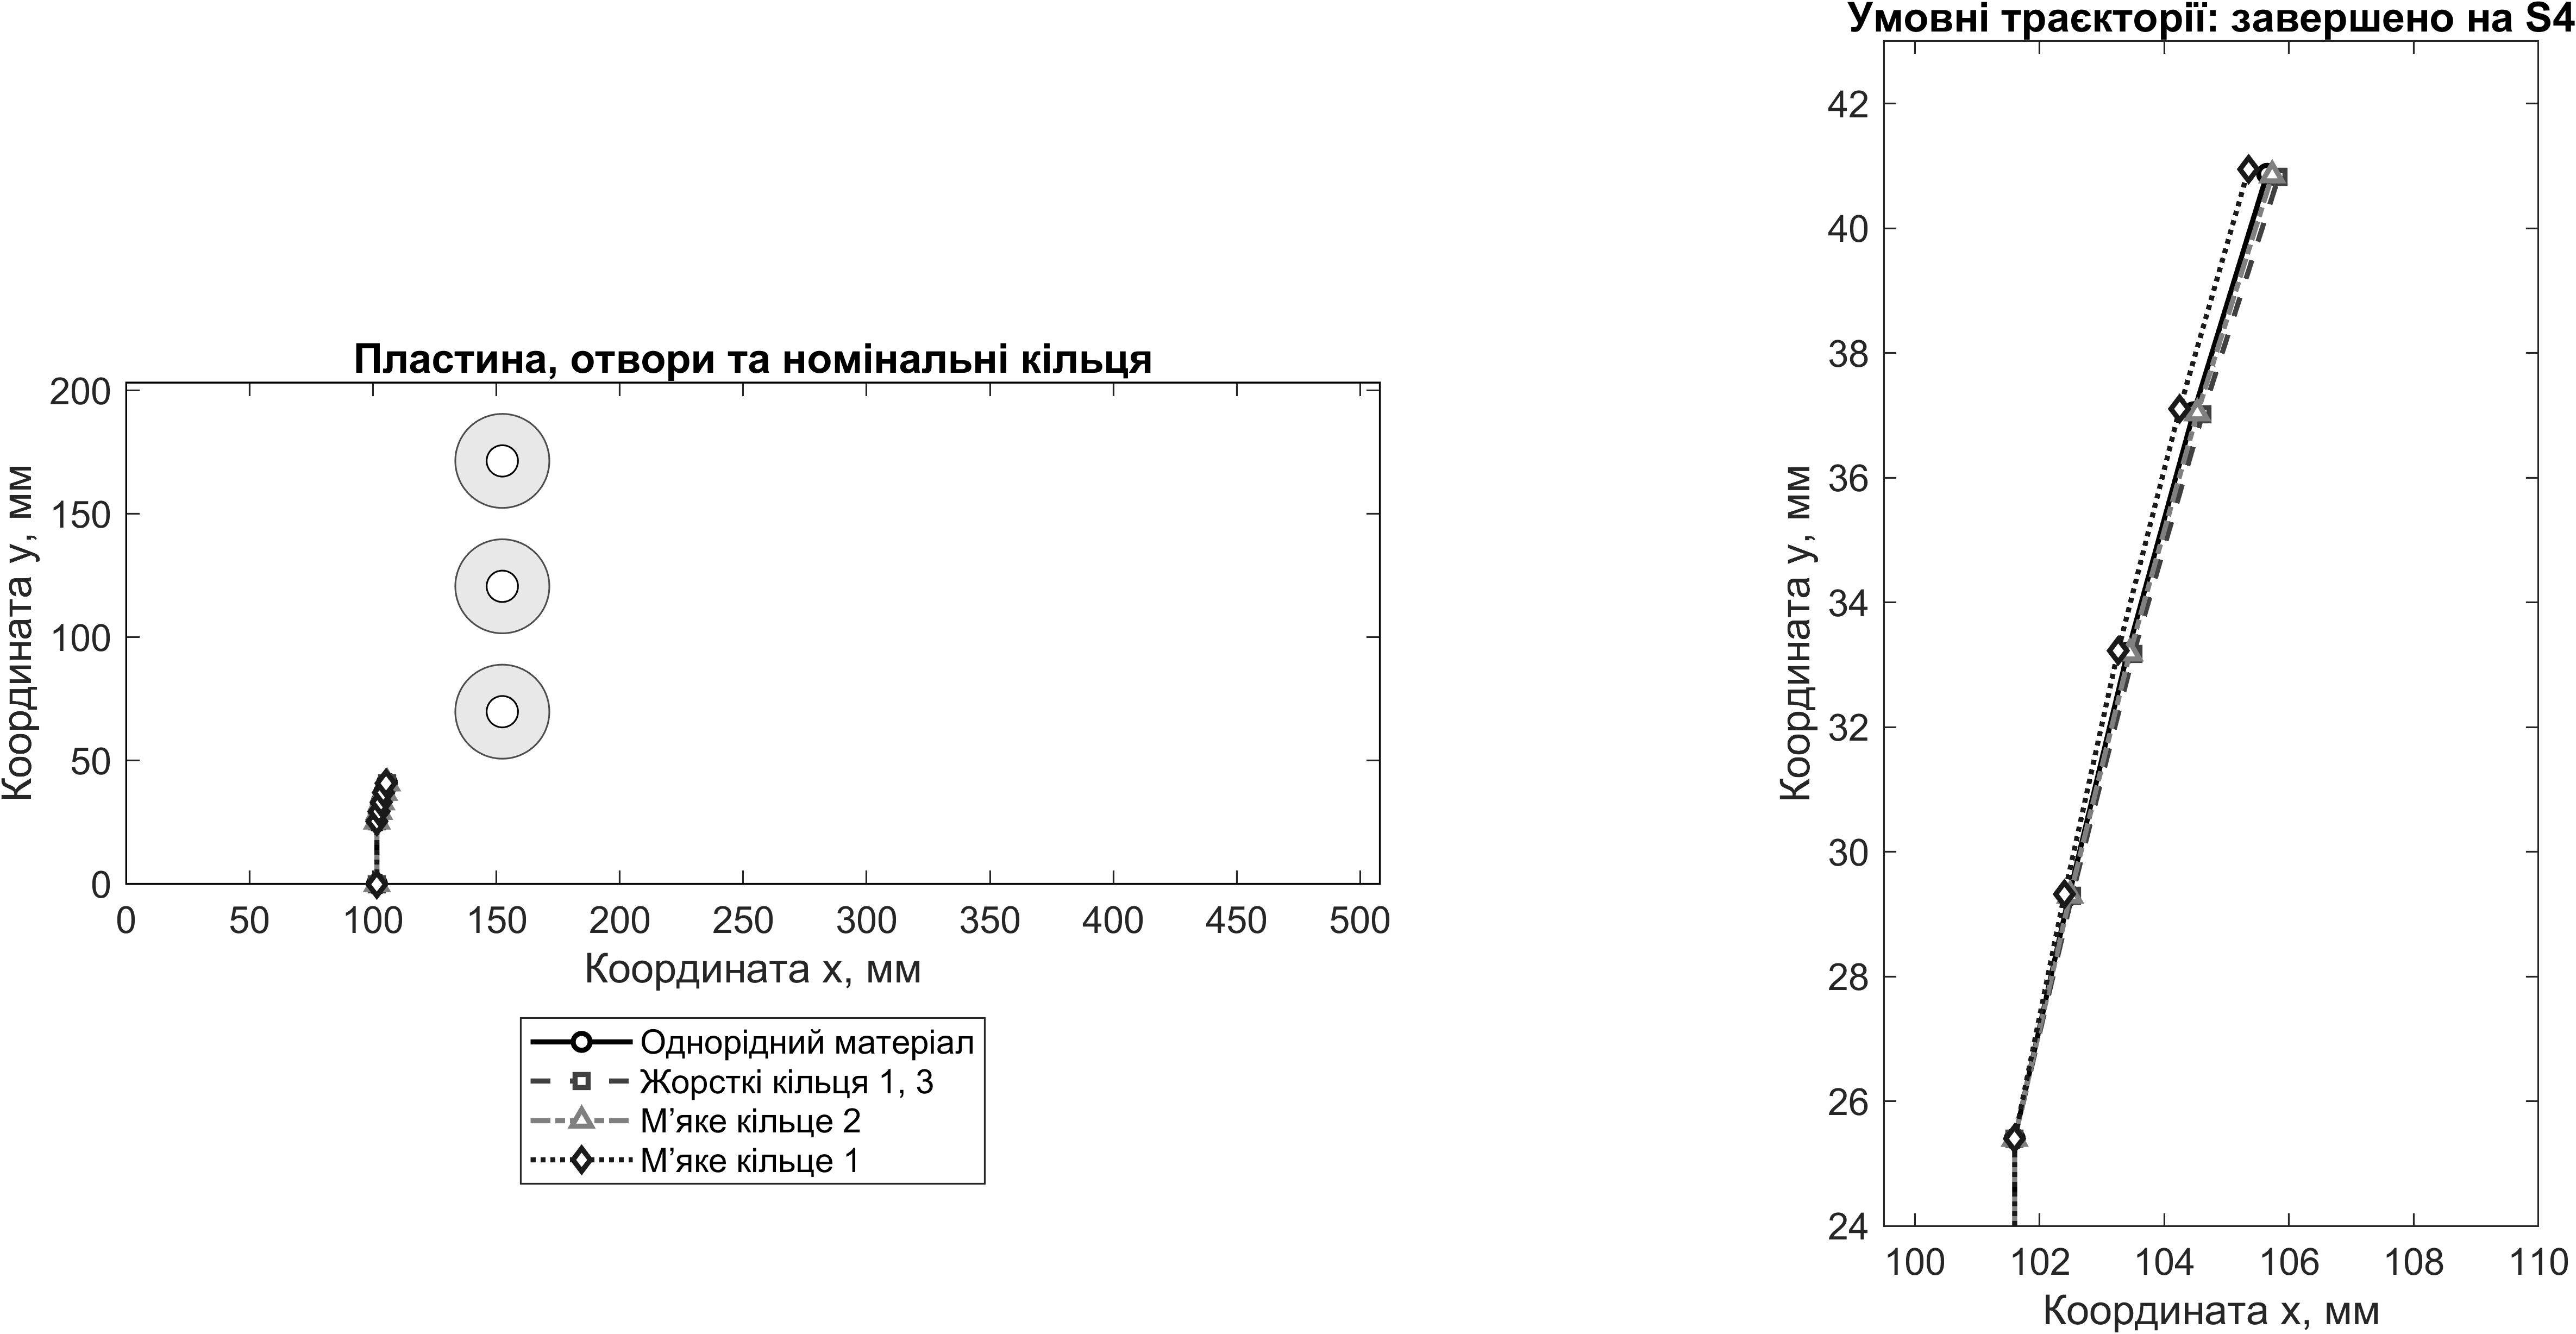 Пластина, отвори та номінальні кільця
200
150
100
50
0
Координата y, мм
0 50 100 150 200 250 300 350 400 450 500
Координата x, мм
Однорідний матеріал
Жорсткі кільця 1, 3
М’яке кільце 2
М’яке кільце 1
Умовні траєкторії: завершено на S4
42
40
38
36
34
32
30
28
26
24
Координата y, мм
100 102 104 106 108 110
Координата x, мм